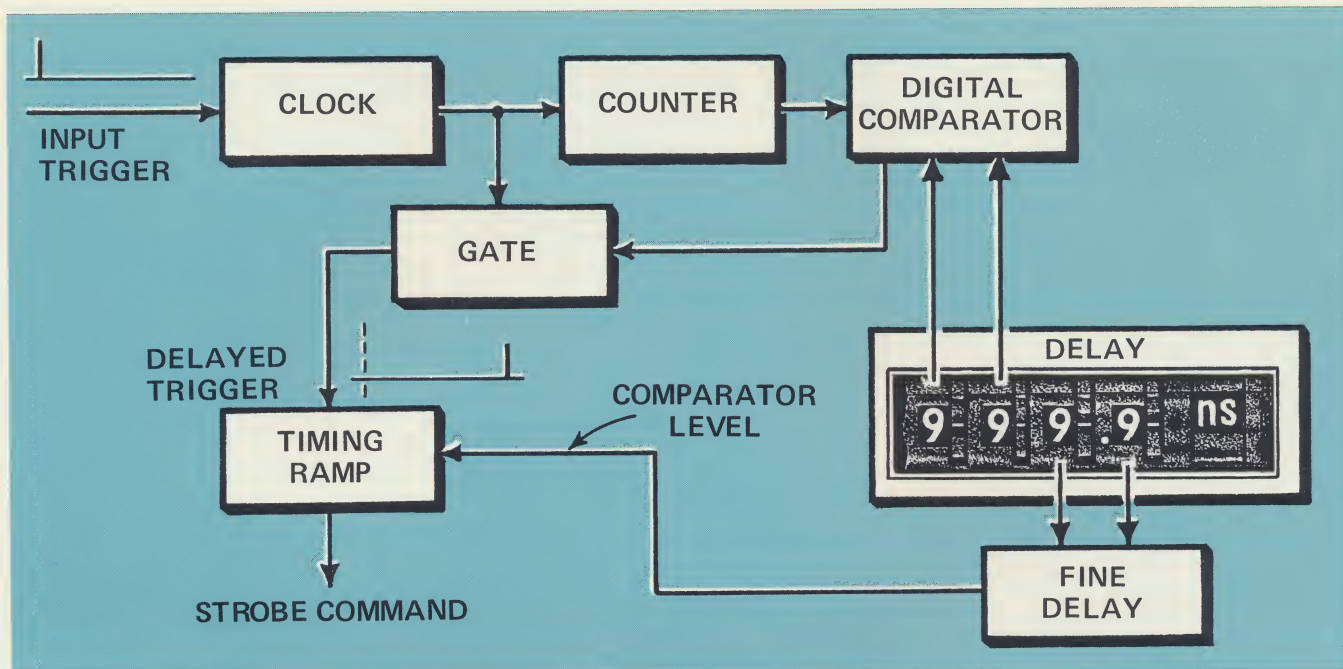 CLOCK
COUNTER
DIGITAL
COMPARATOR
INPUT
TRIGGER
GATE
DELAYED
TRIGGER
DELAY
9 9 9 .9 ns
COMPARATOR
LEVEL
TIMING
RAMP
FINE
DELAY
STROBE COMMAND